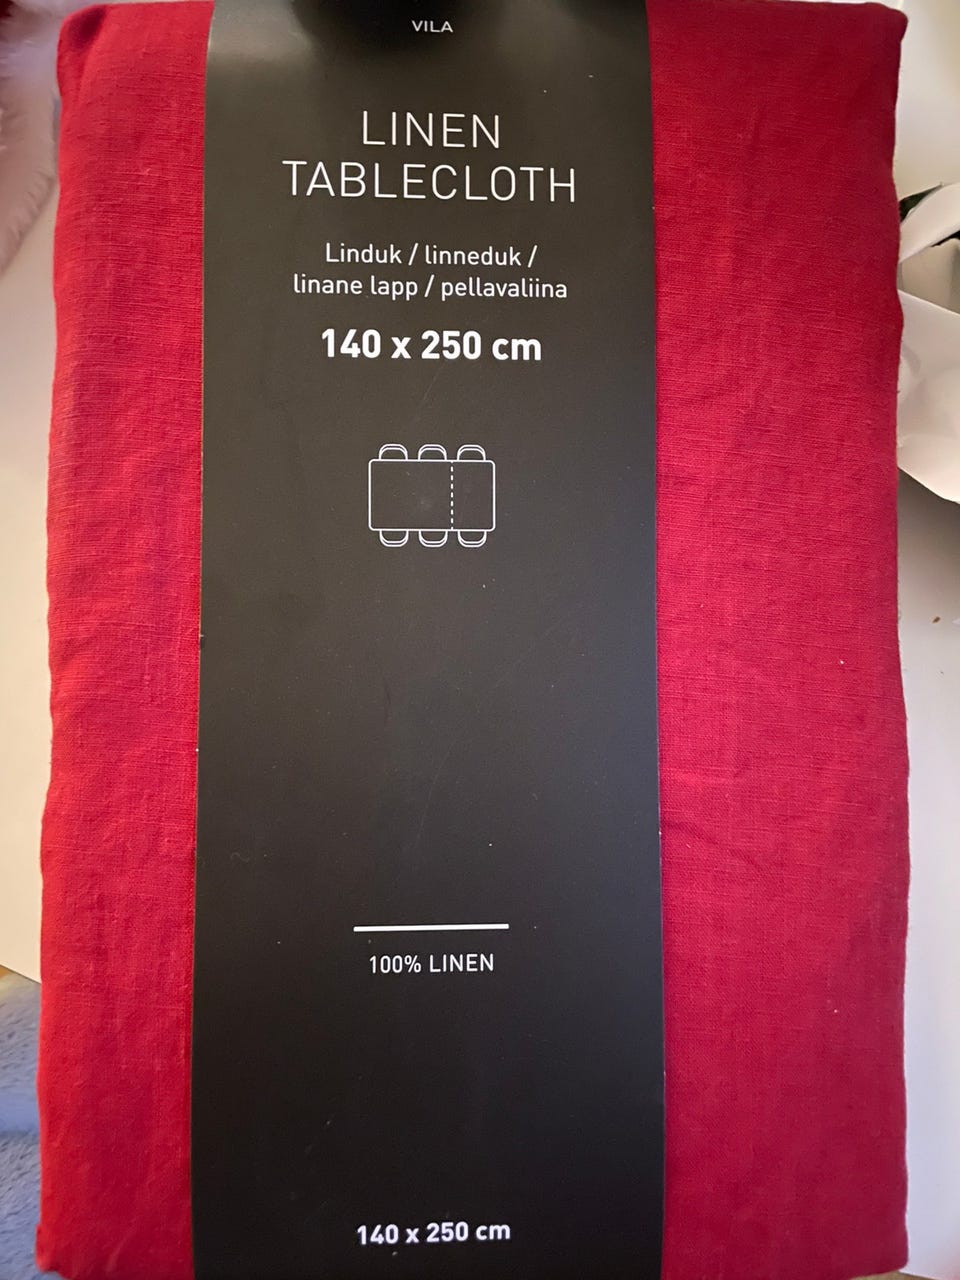 VILA
LINEN
TABLECLOTH
Linduk / linneduk /
linane lapp / pellavaliina
140 x 250 cm
100% LINEN
140 x 250 cm